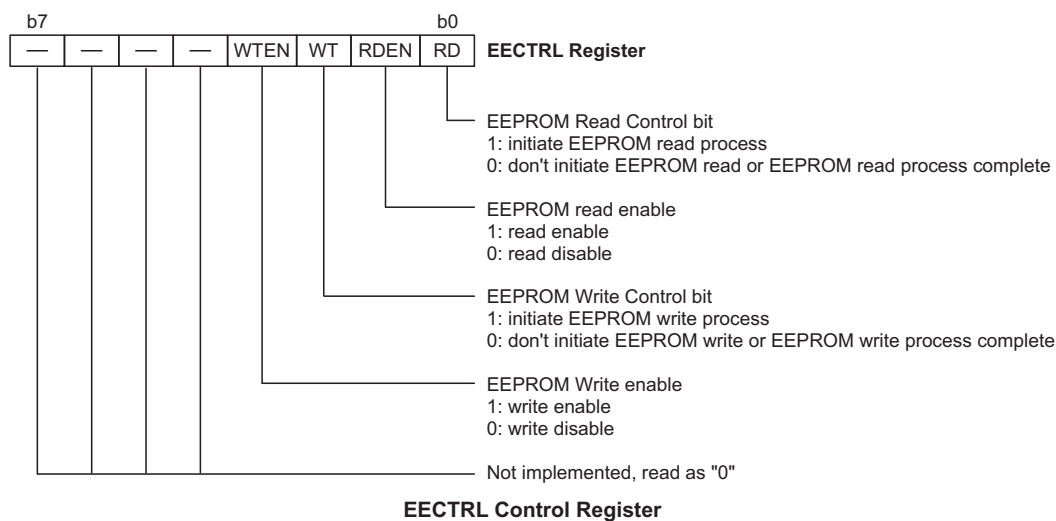 b7 b0
— — — — WTEN WT RDEN RD EECTRL Register
EEPROM Read Control bit
1: initiate EEPROM read process
0: don't initiate EEPROM read or EEPROM read process complete
EEPROM read enable
1: read enable
0: read disable
EEPROM Write Control bit
1: initiate EEPROM write process
0: don't initiate EEPROM write or EEPROM write process complete
EEPROM Write enable
1: write enable
0: write disable
Not implemented, read as "0"
EECTRL Control Register